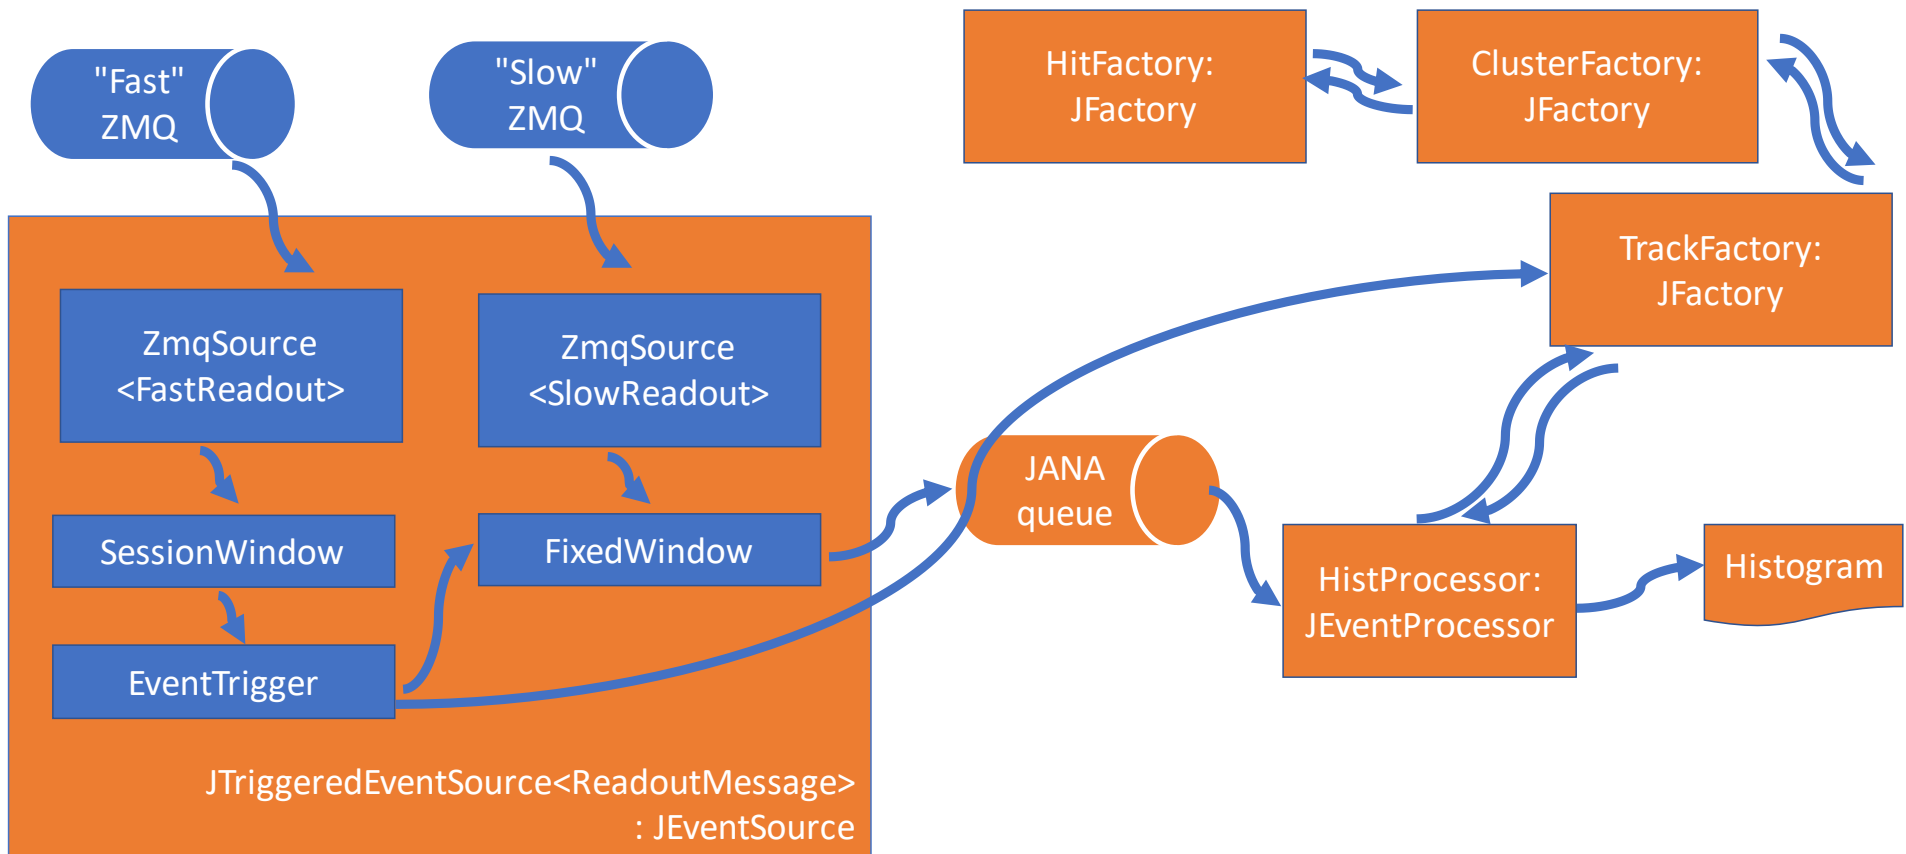 "Fast"
ZMQ
"Slow"
ZMQ
HitFactory:
JFactory
ClusterFactory:
JFactory
TrackFactory:
JFactory
ZmqSource
<FastReadout>
ZmqSource
<SlowReadout>
JANA
queue
SessionWindow
FixedWindow
HistProcessor:
JEventProcessor
Histogram
EventTrigger
JTriggeredEventSource<ReadoutMessage>
: JEventSource